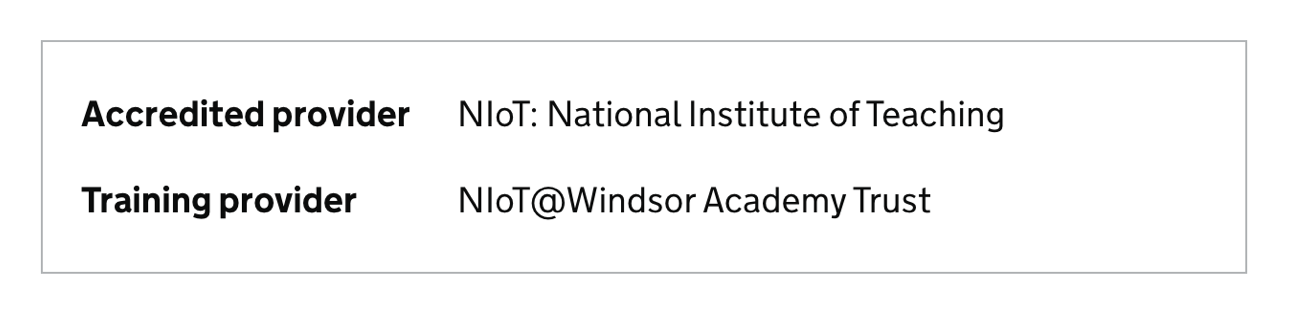 Accredited provider NIoT: National Institute of Teaching
Training provider NIoT@Windsor Academy Trust